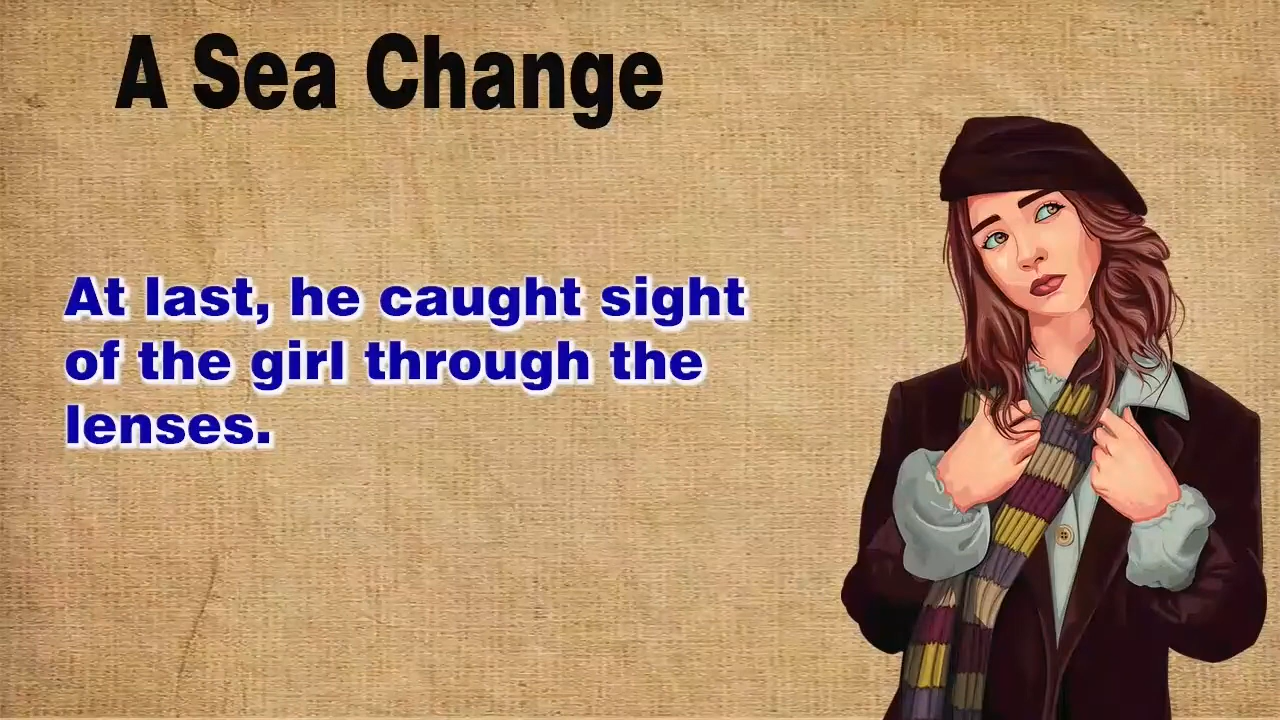 A Sea Change
At last, he caught sight
of the girl through the
lenses.